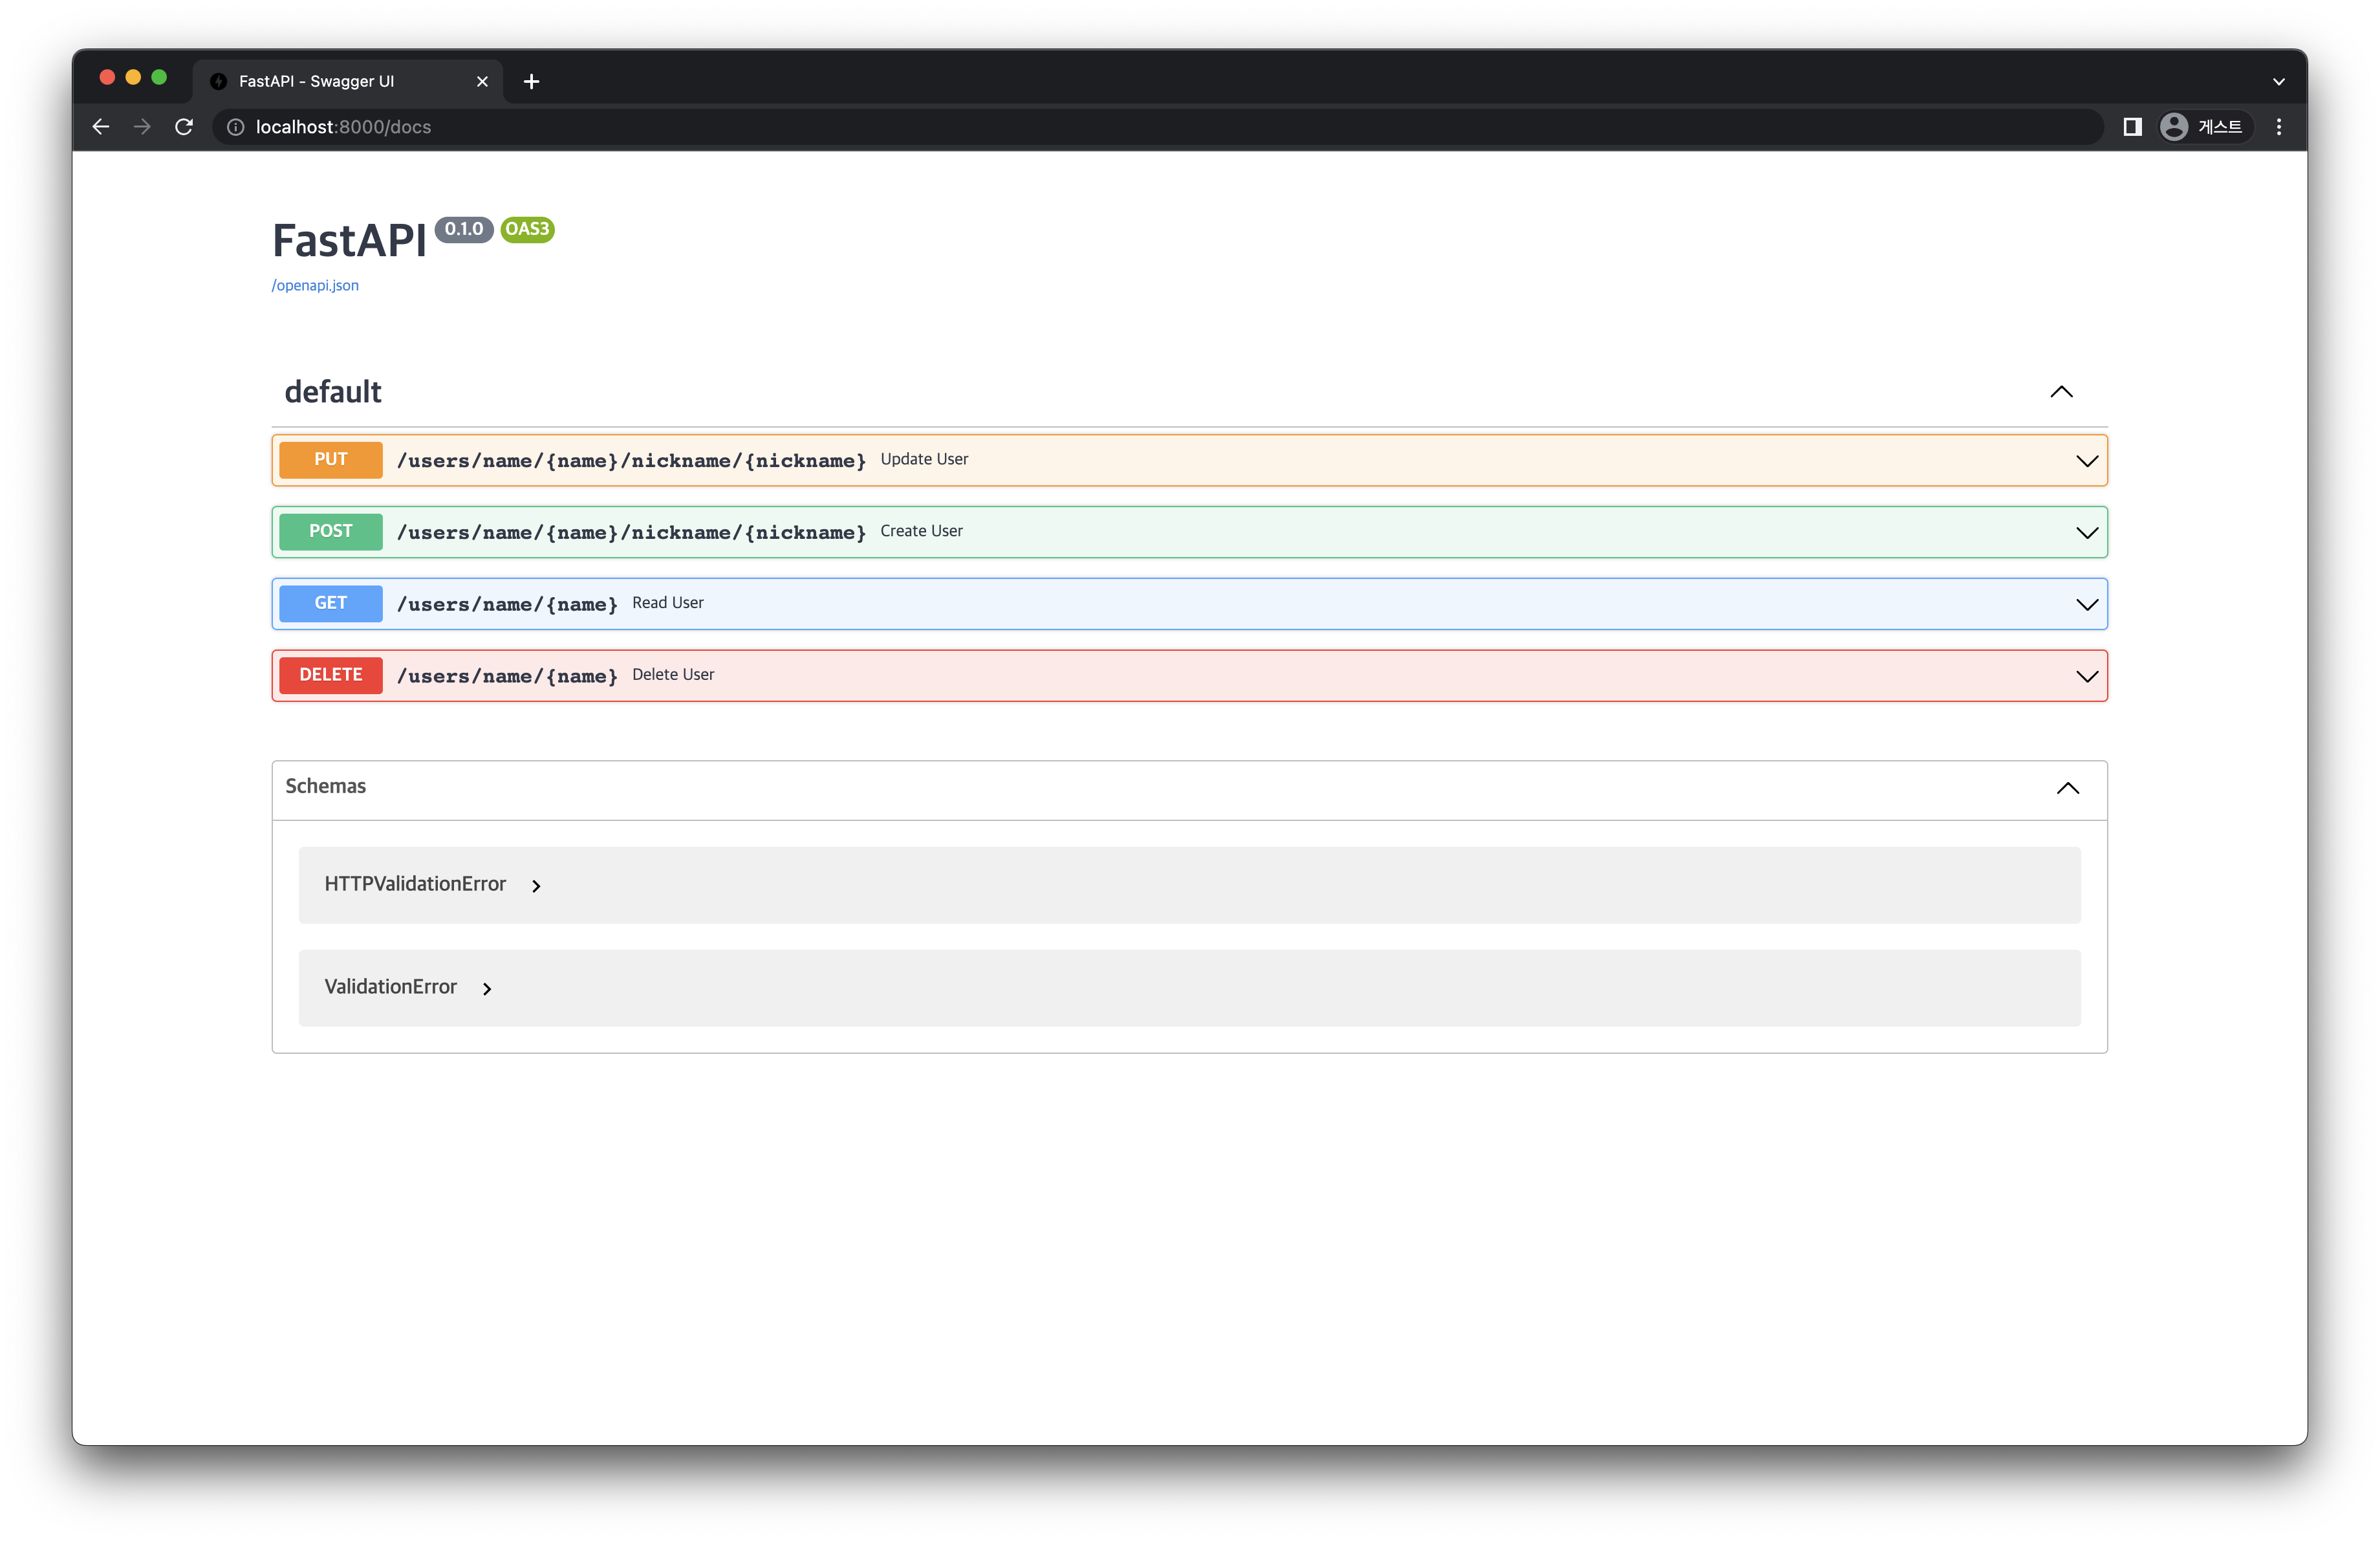 FastAPI - Swagger UI
localhost:8000/docs
게스트
FastAPI 0.1.0 OAS3
/openapi.json
default
PUT /users/name/{name}/nickname/{nickname} Update User
POST /users/name/{name}/nickname/{nickname} Create User
GET /users/name/{name} Read User
DELETE /users/name/{name} Delete User
Schemas
HTTPValidationError
ValidationError